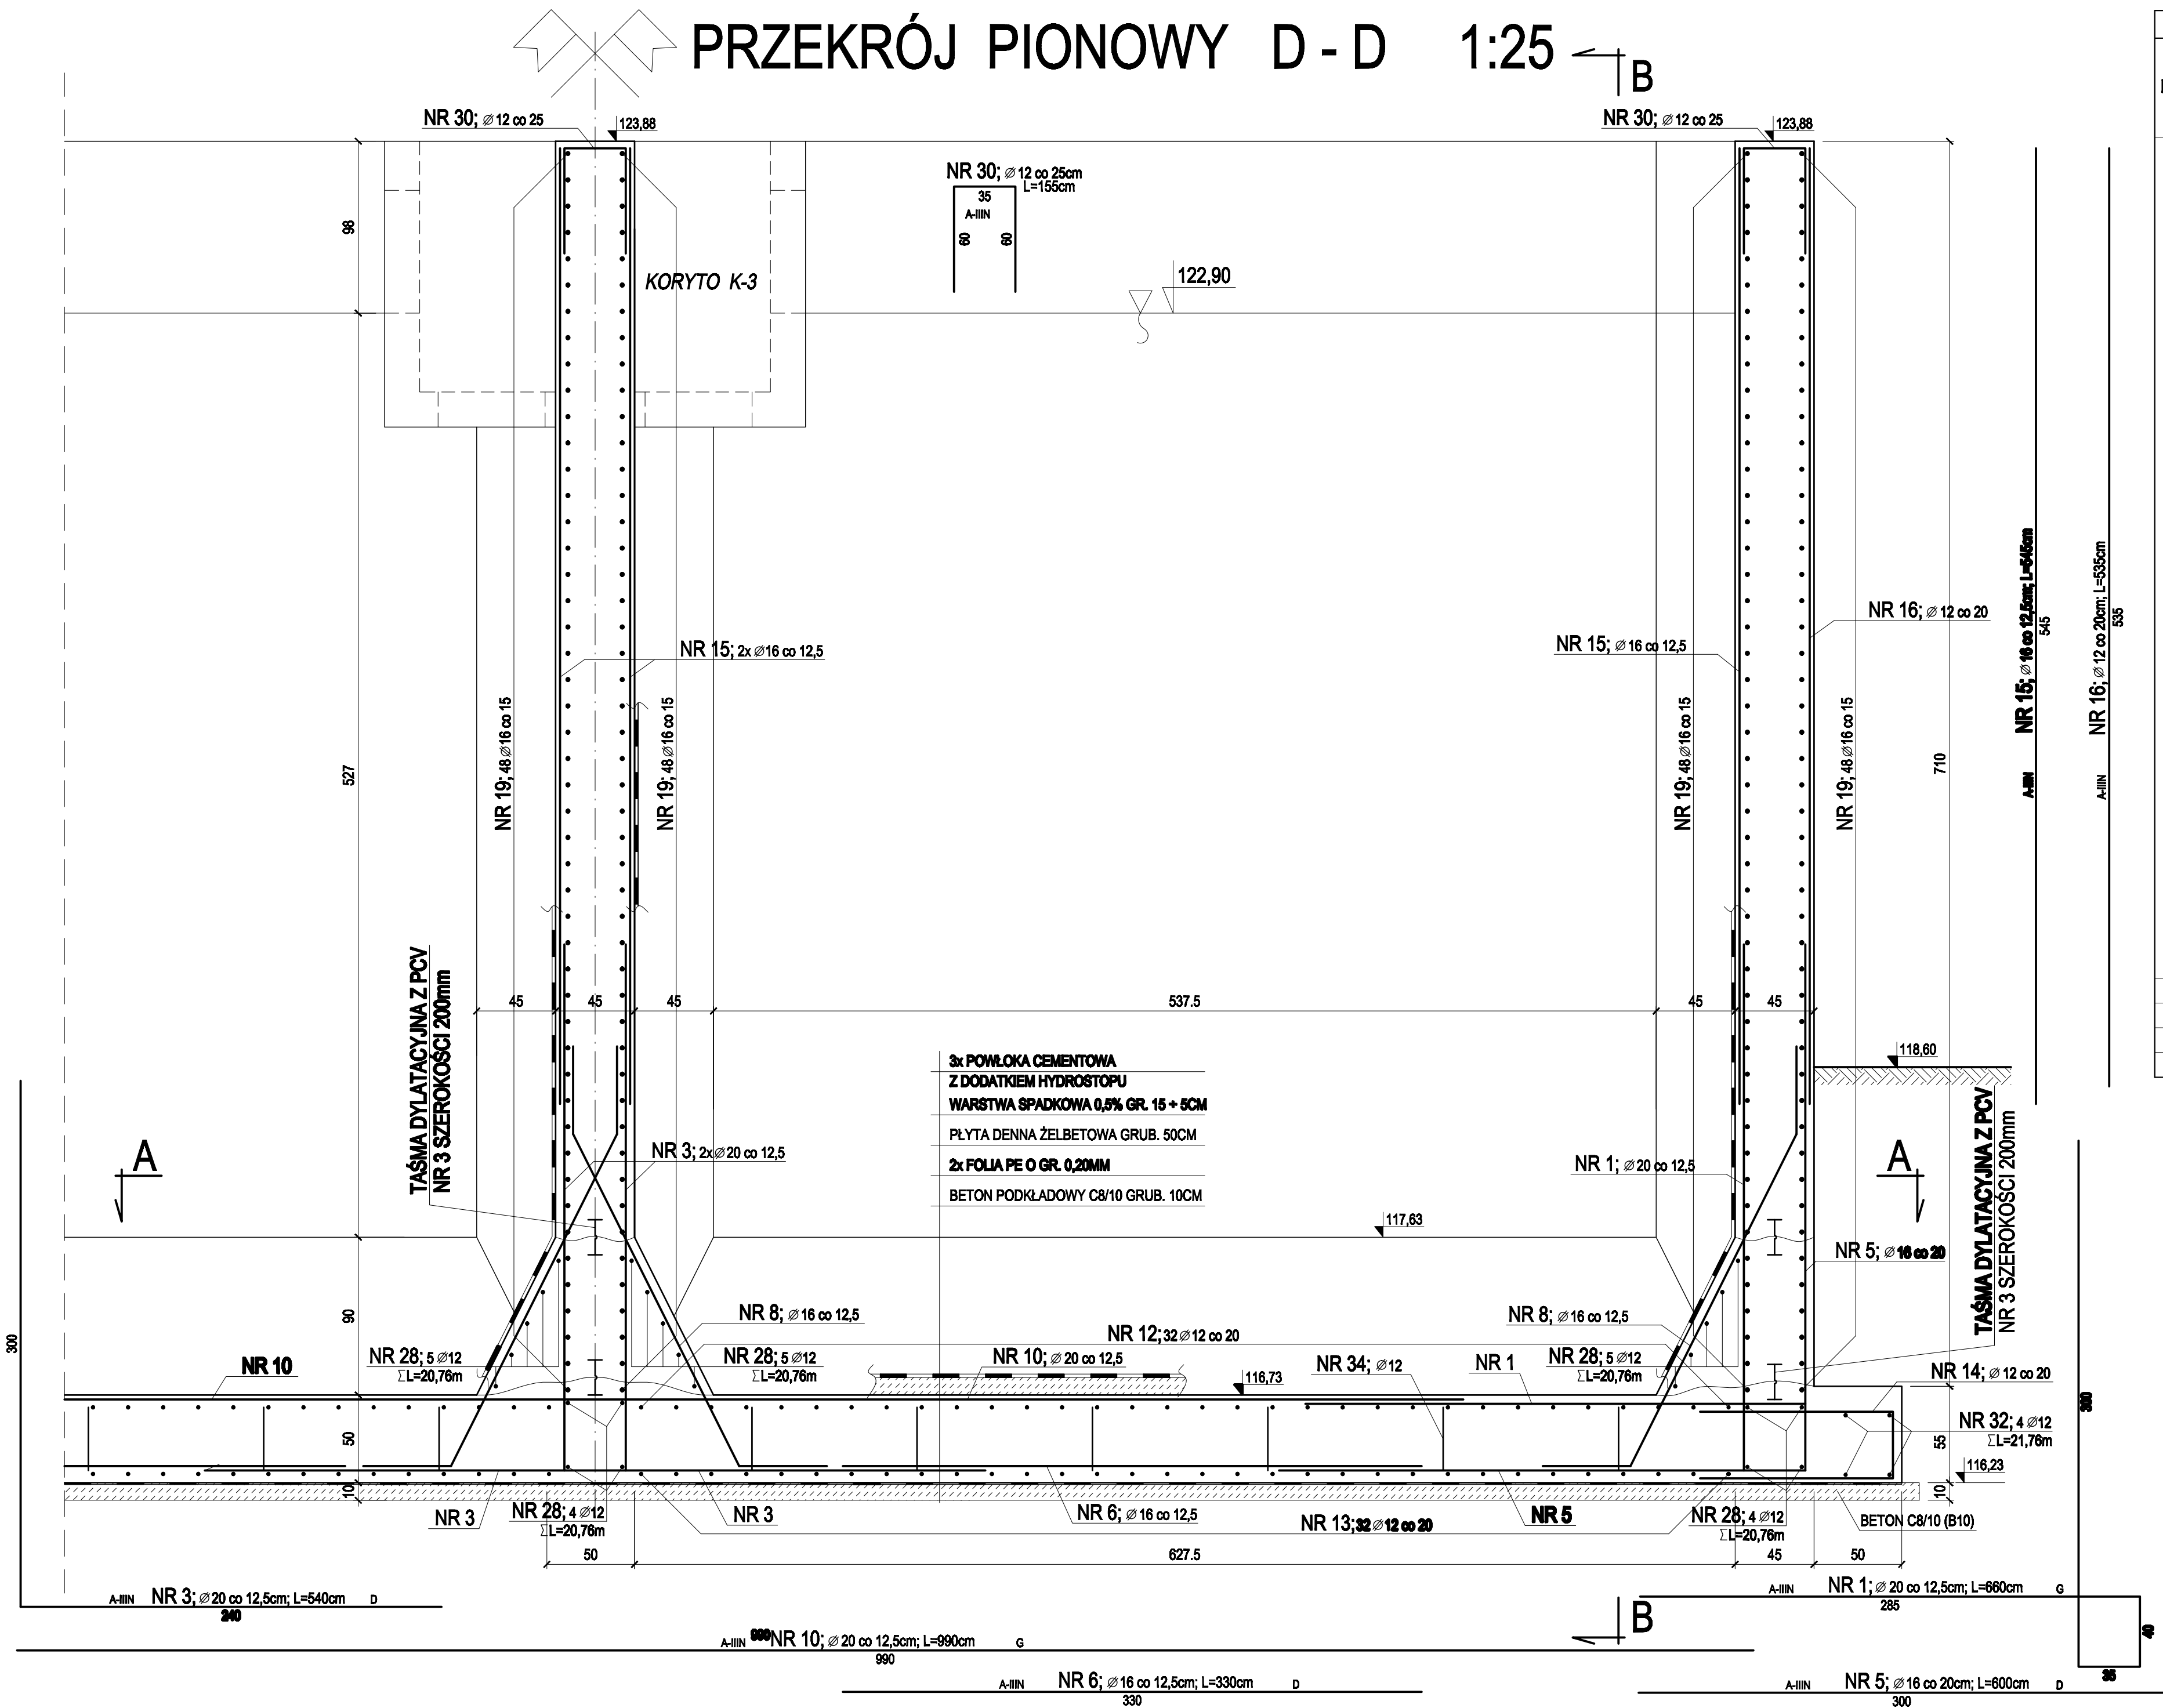 PRZEKRÓJ PIONOWY D - D 1:25
B
NR 30; ⌀ 12 co 25
123,88
NR 30; ⌀ 12 co 25
123,88
NR 30; ⌀ 12 co 25cm
L=155cm
35
A-IIIN
60
60
98
KORYTO K-3
122,90
NR 16; ⌀ 12 co 20
NR 15; 2x ⌀ 16 co 12,5
NR 15; ⌀ 16 co 12,5
NR 19; 48 ⌀ 16 co 15
NR 19; 48 ⌀ 16 co 15
NR 19; 48 ⌀ 16 co 15
NR 19; 48 ⌀ 16 co 15
527
710
A-IIIN NR 15; ⌀ 16 co 12,5cm; L=545cm
545
A-IIIN NR 16; ⌀ 12 co 20cm; L=535cm
535
TAŚMA DYLATACYJNA Z PCV
NR 3 SZEROKOŚCI 200mm
45
45
45
537.5
45
45
118,60
3x POWŁOKA CEMENTOWA
Z DODATKIEM HYDROSTOPU
WARSTWA SPADKOWA 0,5% GR. 15 ÷ 5CM
PŁYTA DENNA ŻELBETOWA GRUB. 50CM
2x FOLIA PE O GR. 0,20MM
BETON PODKŁADOWY C8/10 GRUB. 10CM
A
NR 3; 2x ⌀ 20 co 12,5
NR 1; ⌀ 20 co 12,5
A
TAŚMA DYLATACYJNA Z PCV
NR 3 SZEROKOŚCI 200mm
117,63
NR 5; ⌀ 16 co 20
300
90
NR 8; ⌀ 16 co 12,5
NR 8; ⌀ 16 co 12,5
NR 12; 32 ⌀ 12 co 20
NR 10
NR 28; 5 ⌀12
ΣL=20,76m
NR 28; 5 ⌀12
ΣL=20,76m
NR 10; ⌀ 20 co 12,5
116,73
NR 34; ⌀12
NR 1
NR 28; 5 ⌀12
ΣL=20,76m
NR 14; ⌀ 12 co 20
300
NR 32; 4 ⌀12
ΣL=21,76m
50
55
116,23
10
10
NR 3
NR 28; 4 ⌀12
ΣL=20,76m
NR 3
NR 6; ⌀ 16 co 12,5
NR 13; 32 ⌀ 12 co 20
NR 5
NR 28; 4 ⌀12
ΣL=20,76m
BETON C8/10 (B10)
50
627.5
45
50
A-IIIN NR 3; ⌀ 20 co 12,5cm; L=540cm D
240
A-IIIN NR 1; ⌀ 20 co 12,5cm; L=660cm G
285
40
35
B
A-IIIN 990 NR 10; ⌀ 20 co 12,5cm; L=990cm G
990
A-IIIN NR 6; ⌀ 16 co 12,5cm; L=330cm D
330
A-IIIN NR 5; ⌀ 16 co 20cm; L=600cm D
300